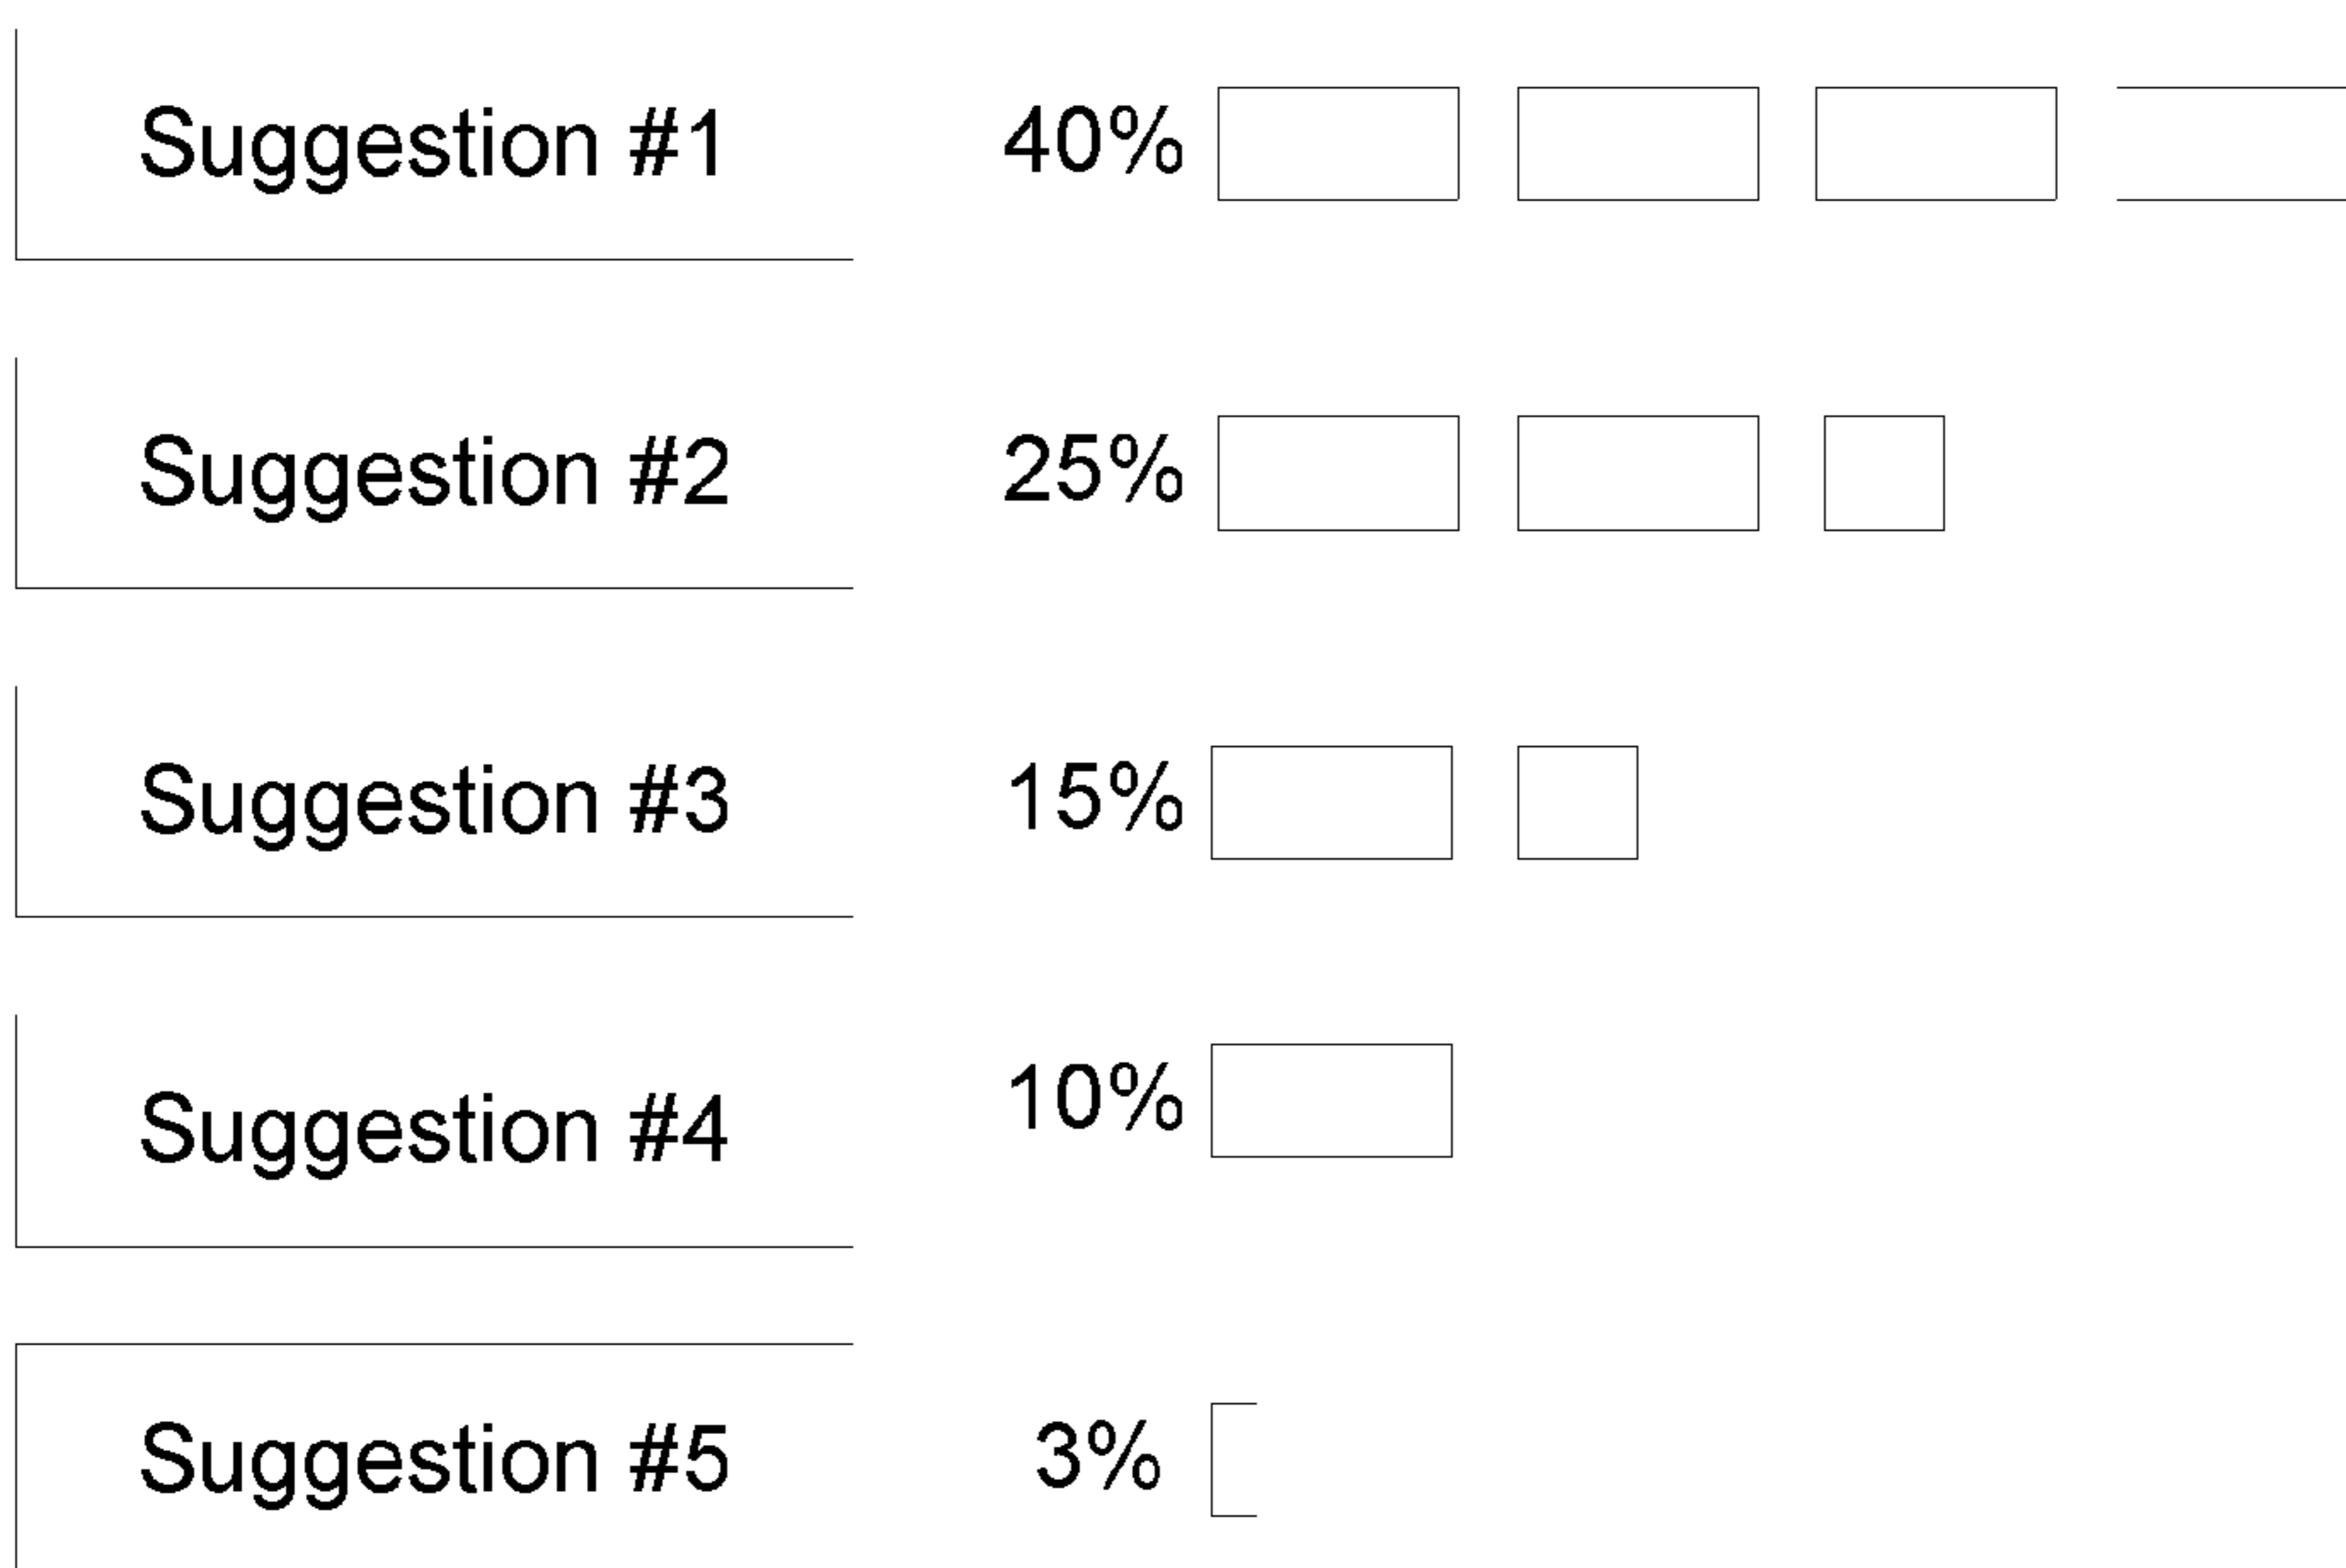 Suggestion #1 40%
Suggestion #2 25%
Suggestion #3 15%
Suggestion #4 10%
Suggestion #5 3%